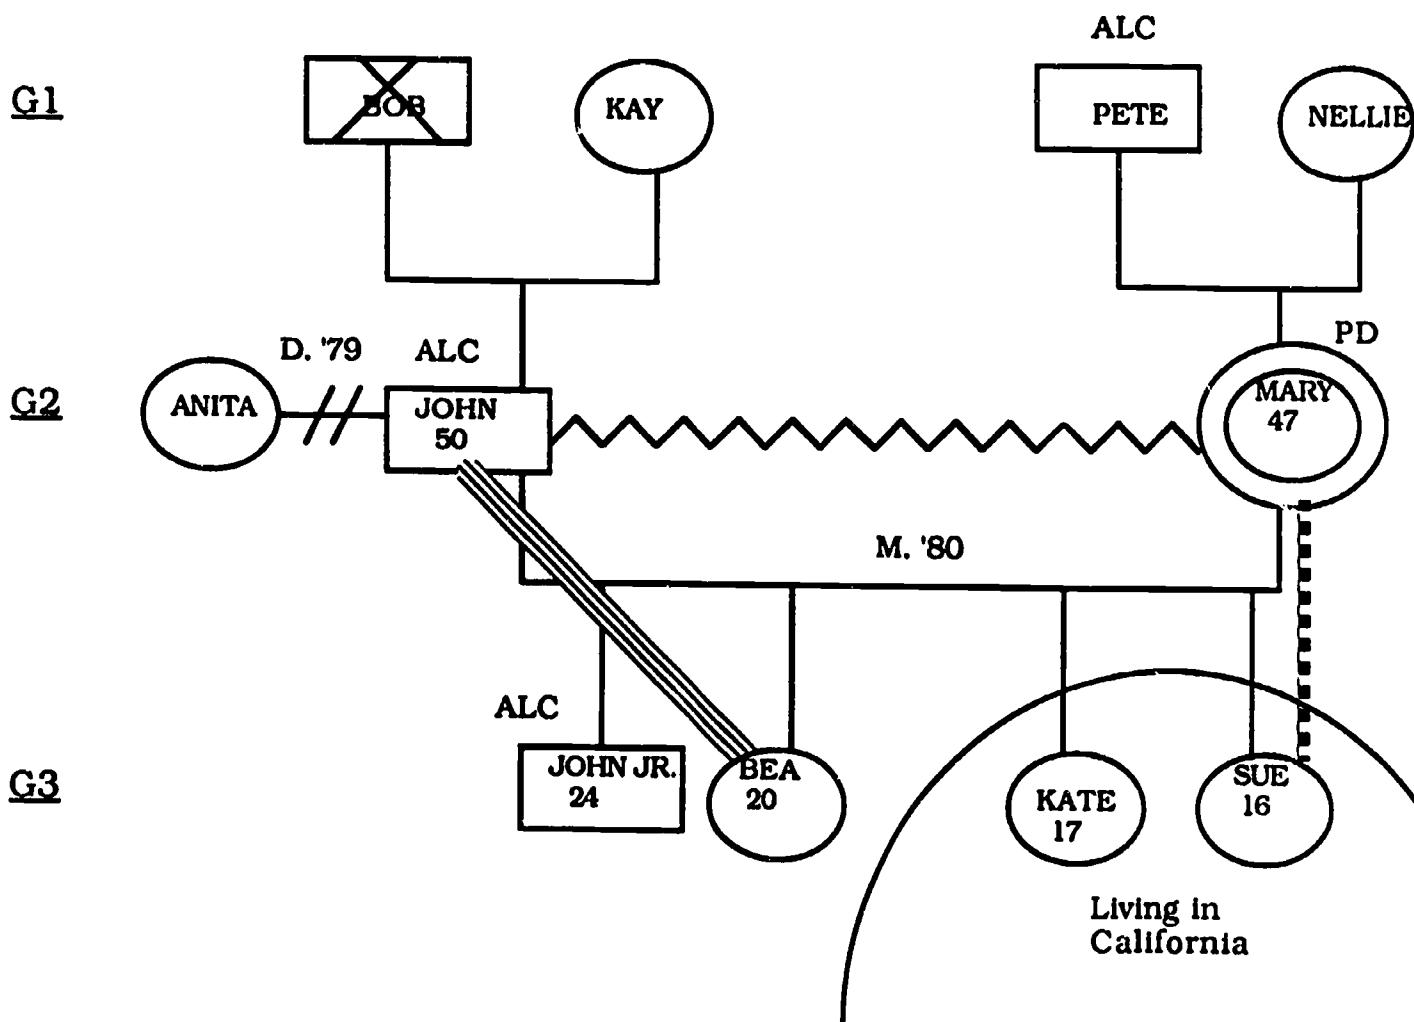 ALC
G1
BOB
KAY
PETE
NELLIE
D. '79
ALC
PD
G2
ANITA
JOHN
50
MARY
47
M. '80
ALC
G3
JOHN JR.
24
BEA
20
KATE
17
SUE
16
Living in
California